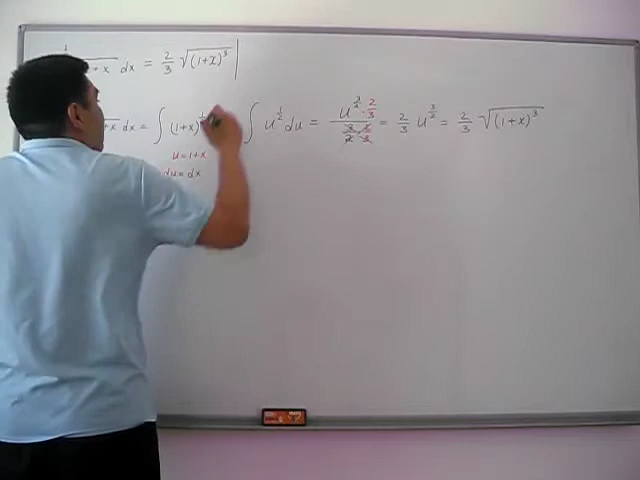 1 + x dx = 2/3 √(1+x)³ |
+x dx = ∫ (1+x)^1 ∫ u^(1/2) du = (u^(3/2) · 2/3) / (3/2 · 2/3) = 2/3 u^(3/2) = 2/3 √(1+x)³
u = 1+x
du = dx